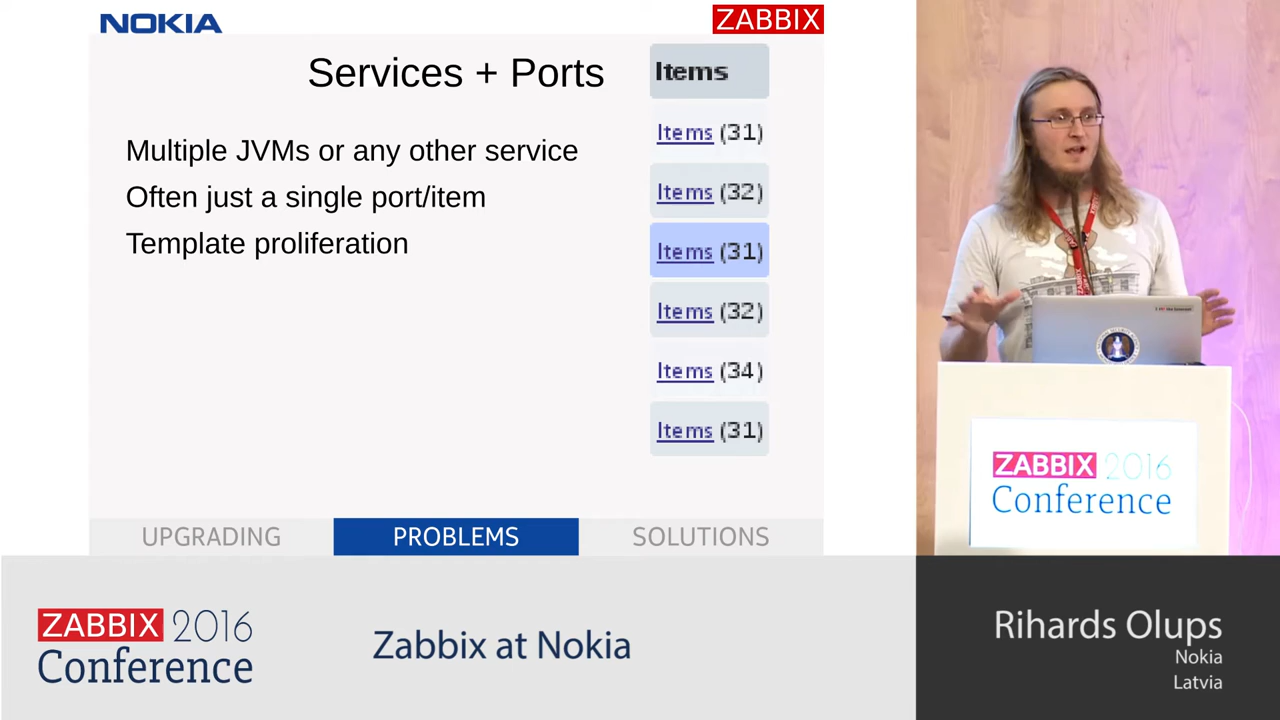 NOKIA
ZABBIX
Services + Ports
Multiple JVMs or any other service
Often just a single port/item
Template proliferation
Items
Items (31)
Items (32)
Items (31)
Items (32)
Items (34)
Items (31)
UPGRADING
PROBLEMS
SOLUTIONS
ZABBIX 2016
Conference
ZABBIX 2016
Conference
Zabbix at Nokia
Rihards Olups
Nokia
Latvia